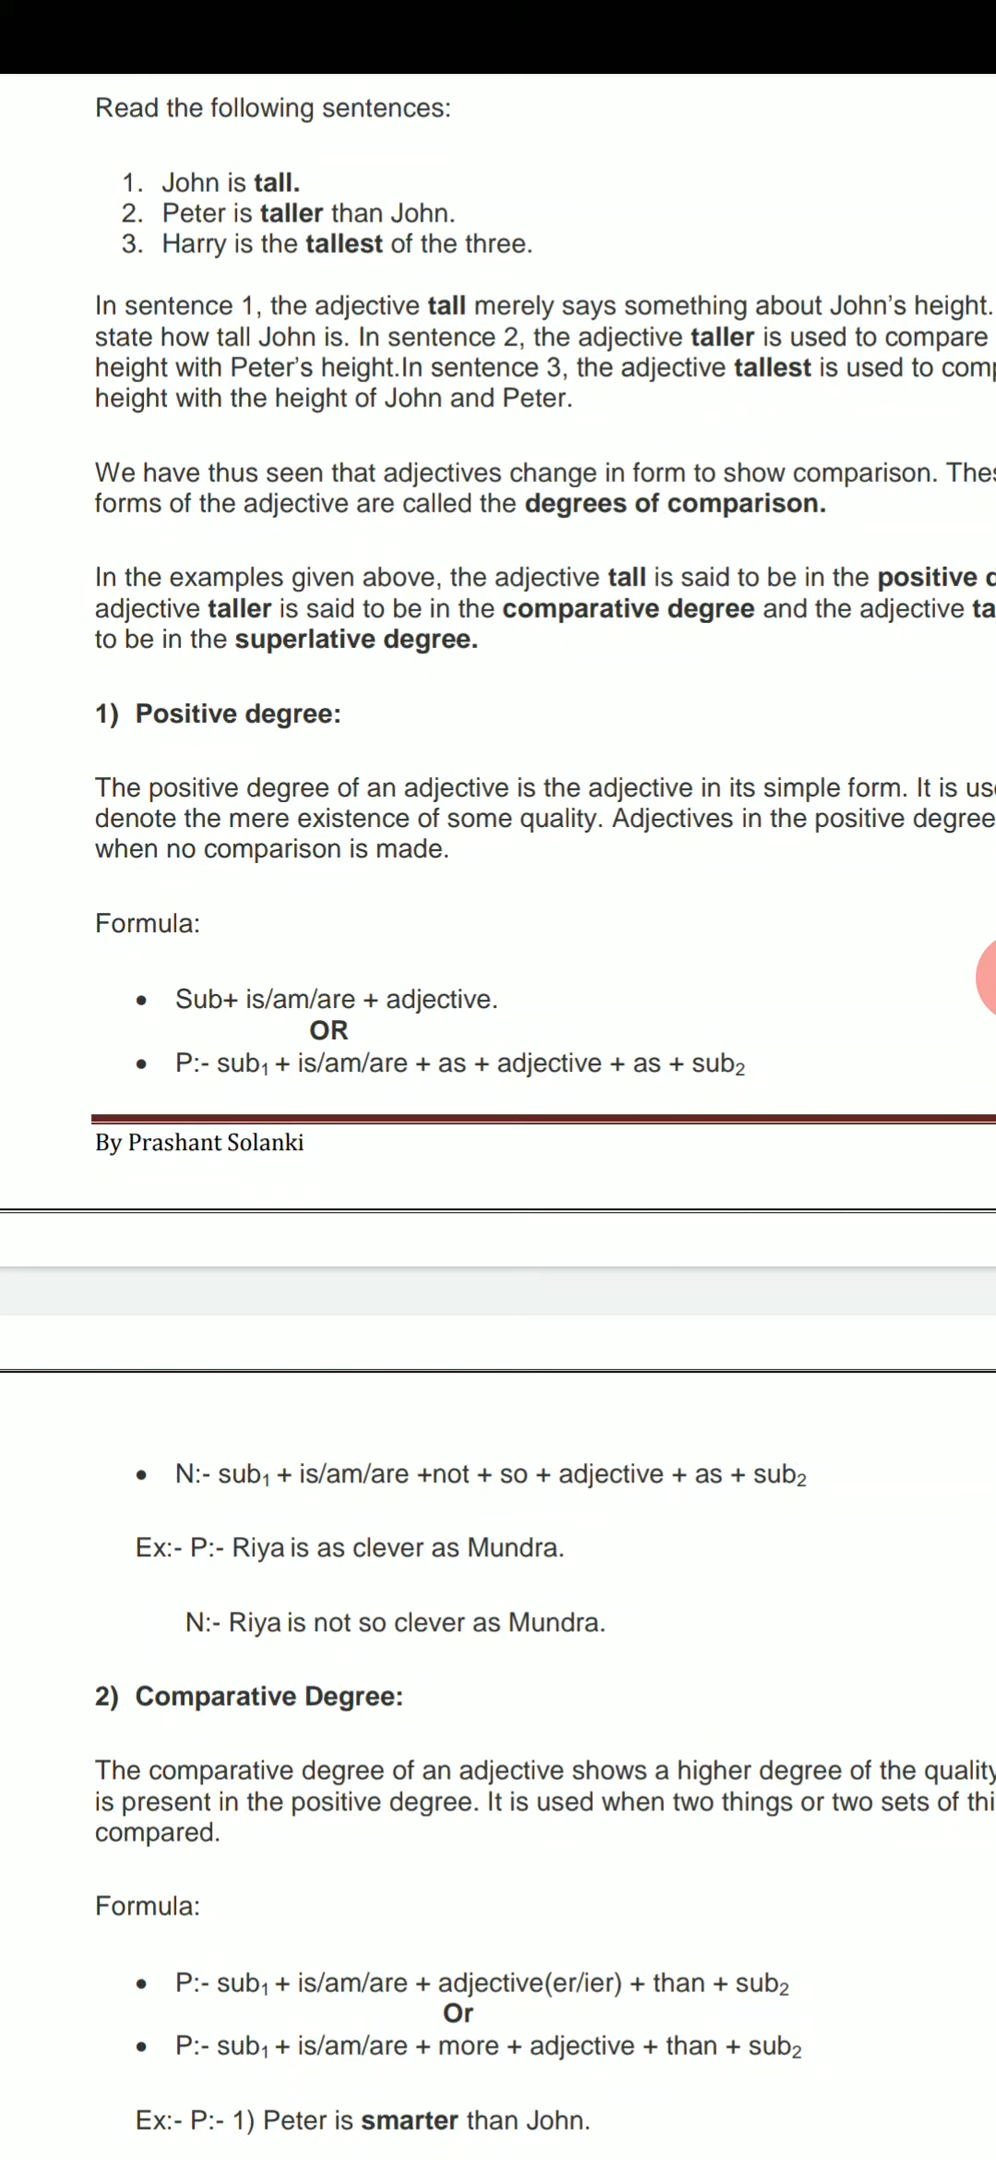 Read the following sentences:
1. John is tall.
2. Peter is taller than John.
3. Harry is the tallest of the three.
In sentence 1, the adjective tall merely says something about John’s height.
state how tall John is. In sentence 2, the adjective taller is used to compare
height with Peter’s height.In sentence 3, the adjective tallest is used to
height with the height of John and Peter.
We have thus seen that adjectives change in form to show comparison.
forms of the adjective are called the degrees of comparison.
In the examples given above, the adjective tall is said to be in the positive
adjective taller is said to be in the comparative degree and the adjective
to be in the superlative degree.
1) Positive degree:
The positive degree of an adjective is the adjective in its simple form. It is
denote the mere existence of some quality. Adjectives in the positive degree
when no comparison is made.
Formula:
• Sub+ is/am/are + adjective.
OR
• P:- sub₁ + is/am/are + as + adjective + as + sub₂
By Prashant Solanki
• N:- sub₁ + is/am/are +not + so + adjective + as + sub₂
Ex:- P:- Riya is as clever as Mundra.
N:- Riya is not so clever as Mundra.
2) Comparative Degree:
The comparative degree of an adjective shows a higher degree of the quality
is present in the positive degree. It is used when two things or two sets of
compared.
Formula:
• P:- sub₁ + is/am/are + adjective(er/ier) + than + sub₂
Or
• P:- sub₁ + is/am/are + more + adjective + than + sub₂
Ex:- P:- 1) Peter is smarter than John.